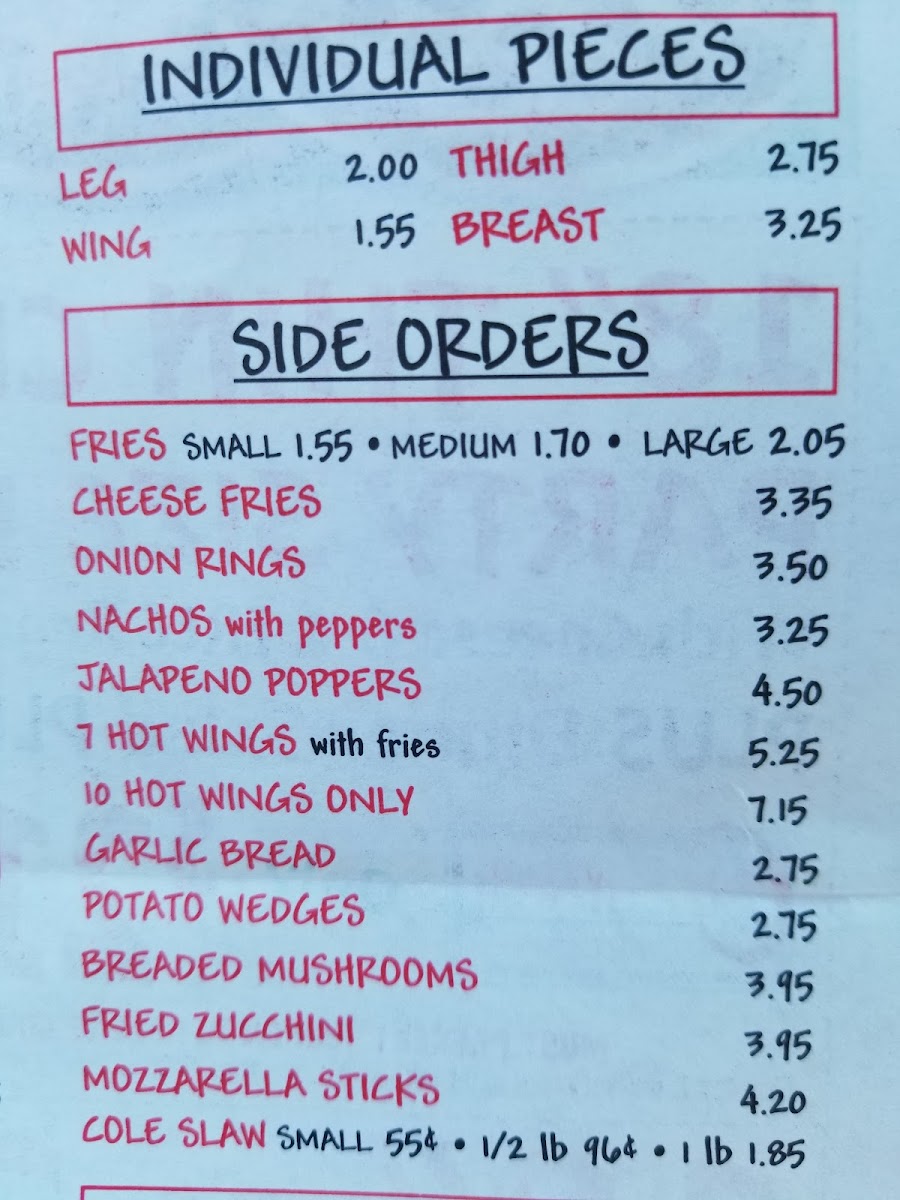 INDIVIDUAL PIECES
LEG 2.00 THIGH 2.75
WING 1.55 BREAST 3.25
SIDE ORDERS
FRIES SMALL 1.55 • MEDIUM 1.70 • LARGE 2.05
CHEESE FRIES 3.35
ONION RINGS 3.50
NACHOS with peppers 3.25
JALAPENO POPPERS 4.50
7 HOT WINGS with fries 5.25
10 HOT WINGS ONLY 7.15
GARLIC BREAD 2.75
POTATO WEDGES 2.75
BREADED MUSHROOMS 3.95
FRIED ZUCCHINI 3.95
MOZZARELLA STICKS 4.20
COLE SLAW SMALL 55¢ • 1/2 lb 96¢ • 1 lb 1.85